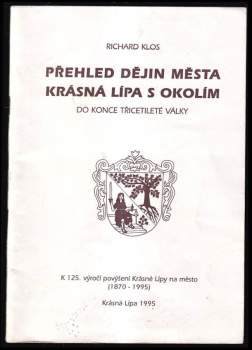 RICHARD KLOS
PŘEHLED DĚJIN MĚSTA
KRÁSNÁ LÍPA S OKOLÍM
DO KONCE TŘICETILETÉ VÁLKY
K 125. výročí povýšení Krásné Lípy na město
(1870 - 1995)
Krásná Lípa 1995